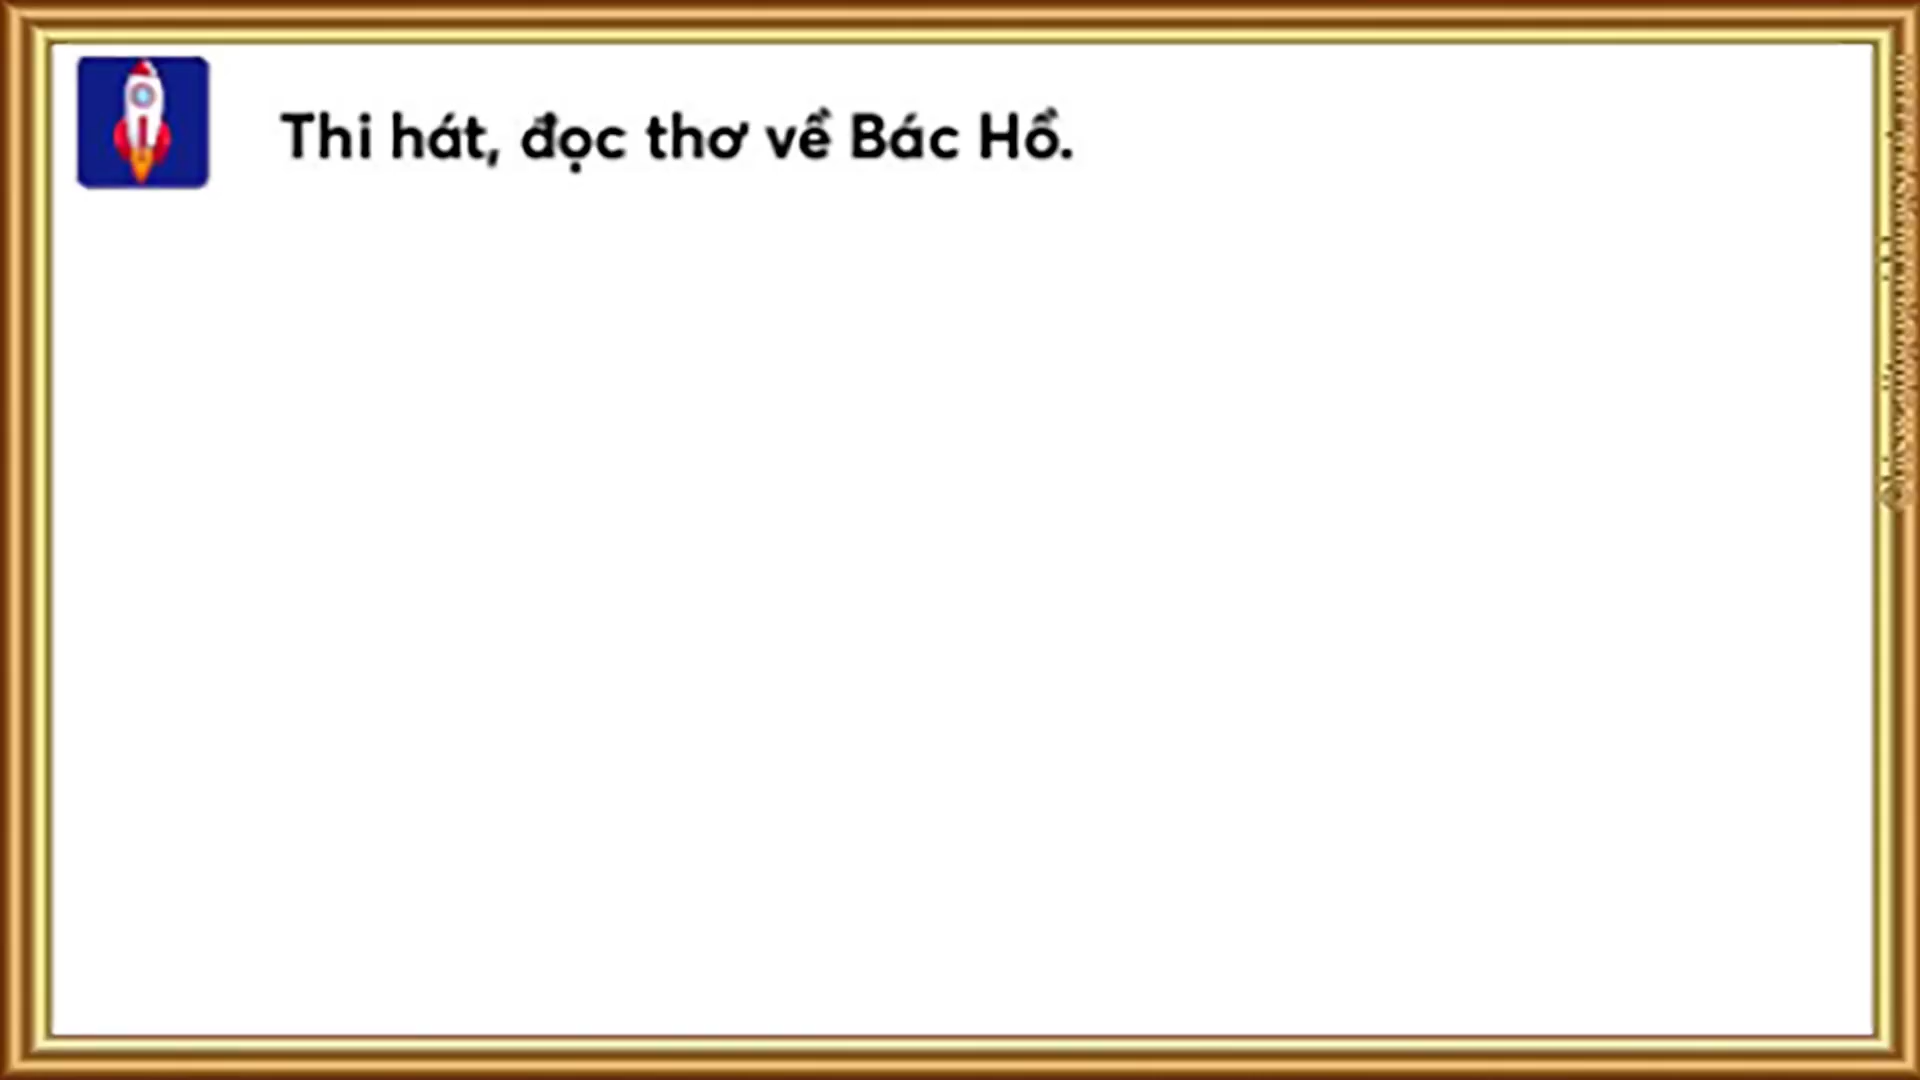 Thi hát, đọc thơ về Bác Hồ.